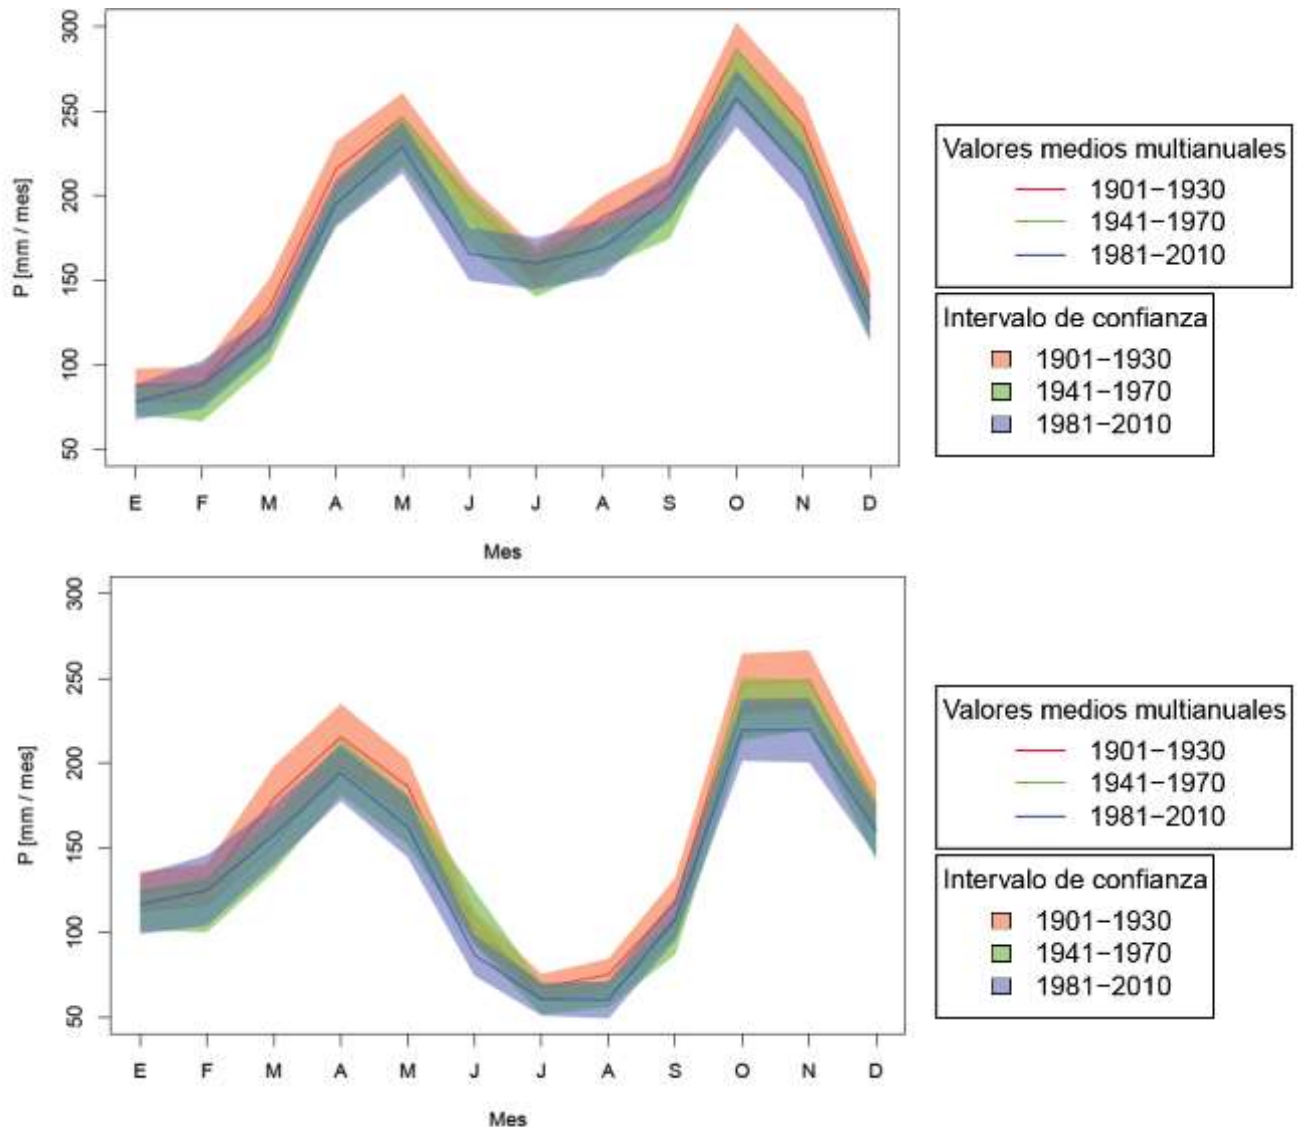 300
250
200
150
100
50
P [mm / mes]
E F M A M J J A S O N D
Mes
Valores medios multianuales
1901-1930
1941-1970
1981-2010
Intervalo de confianza
1901-1930
1941-1970
1981-2010
300
250
200
150
100
50
P [mm / mes]
E F M A M J J A S O N D
Mes
Valores medios multianuales
1901-1930
1941-1970
1981-2010
Intervalo de confianza
1901-1930
1941-1970
1981-2010